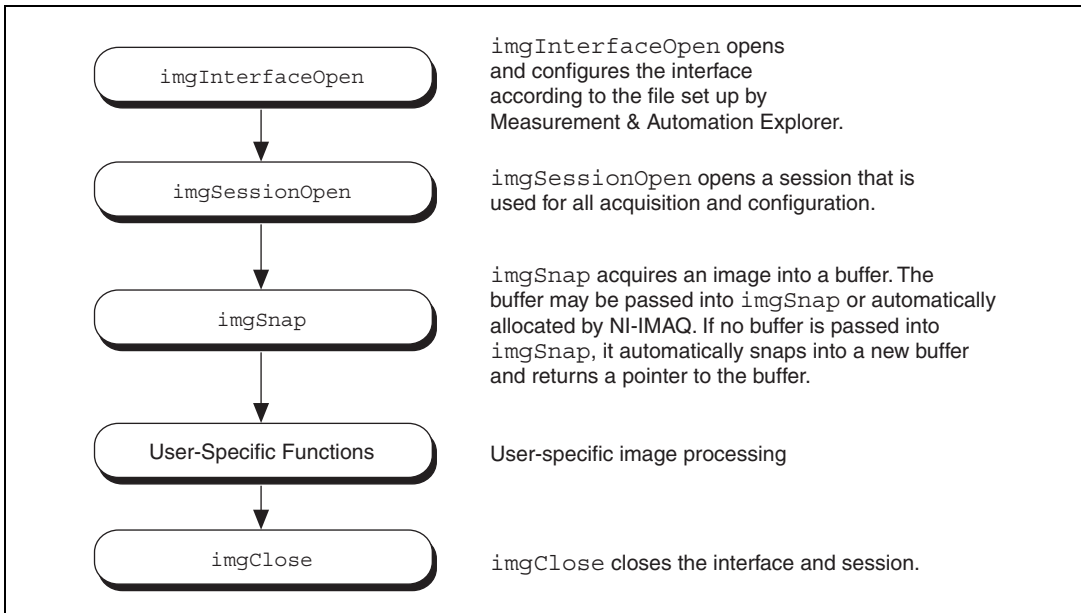 imgInterfaceOpen
imgInterfaceOpen opens
and configures the interface
according to the file set up by
Measurement & Automation Explorer.
imgSessionOpen
imgSessionOpen opens a session that is
used for all acquisition and configuration.
imgSnap
imgSnap acquires an image into a buffer. The
buffer may be passed into imgSnap or automatically
allocated by NI-IMAQ. If no buffer is passed into
imgSnap, it automatically snaps into a new buffer
and returns a pointer to the buffer.
User-Specific Functions
User-specific image processing
imgClose
imgClose closes the interface and session.